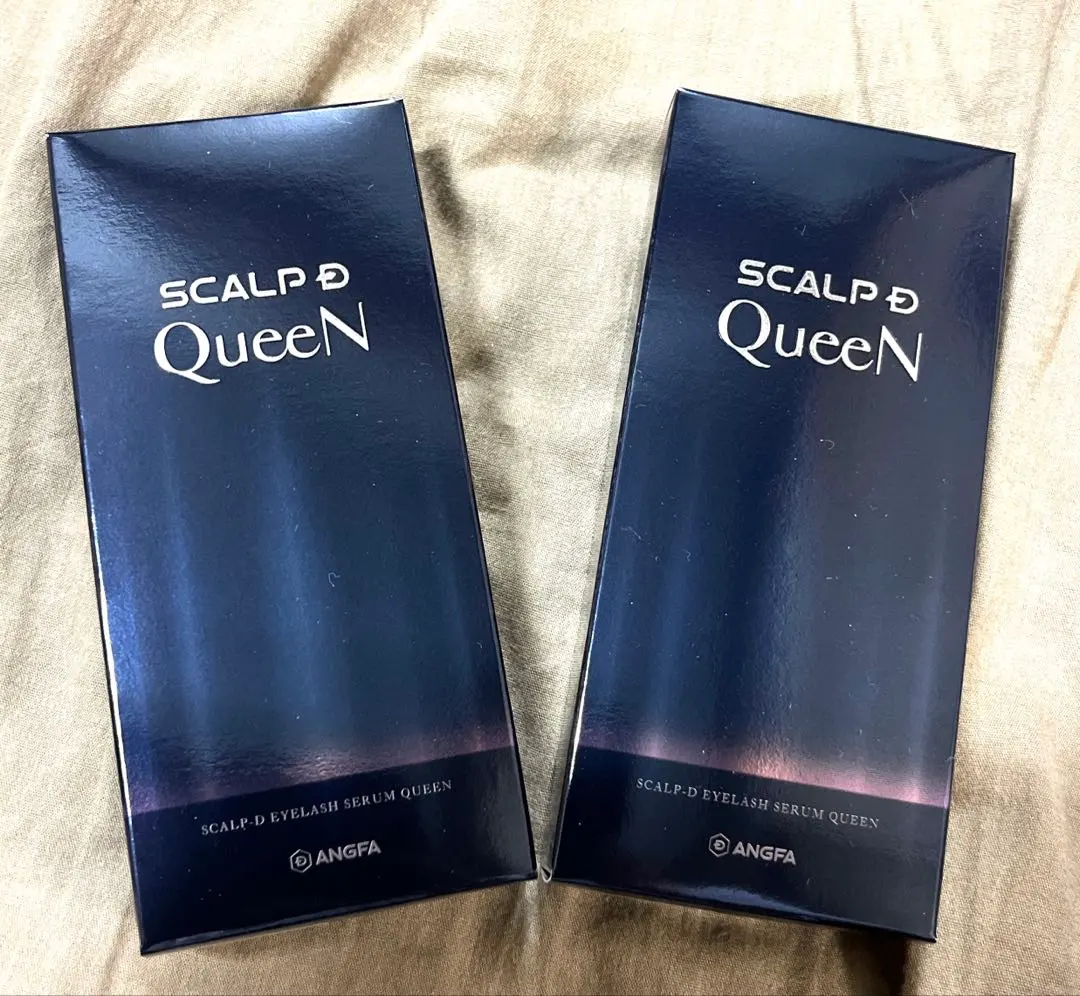 SCALP D
QueeN
SCALP-D EYELASH SERUM QUEEN
ANGFA
SCALP D
QueeN
SCALP-D EYELASH SERUM QUEEN
ANGFA